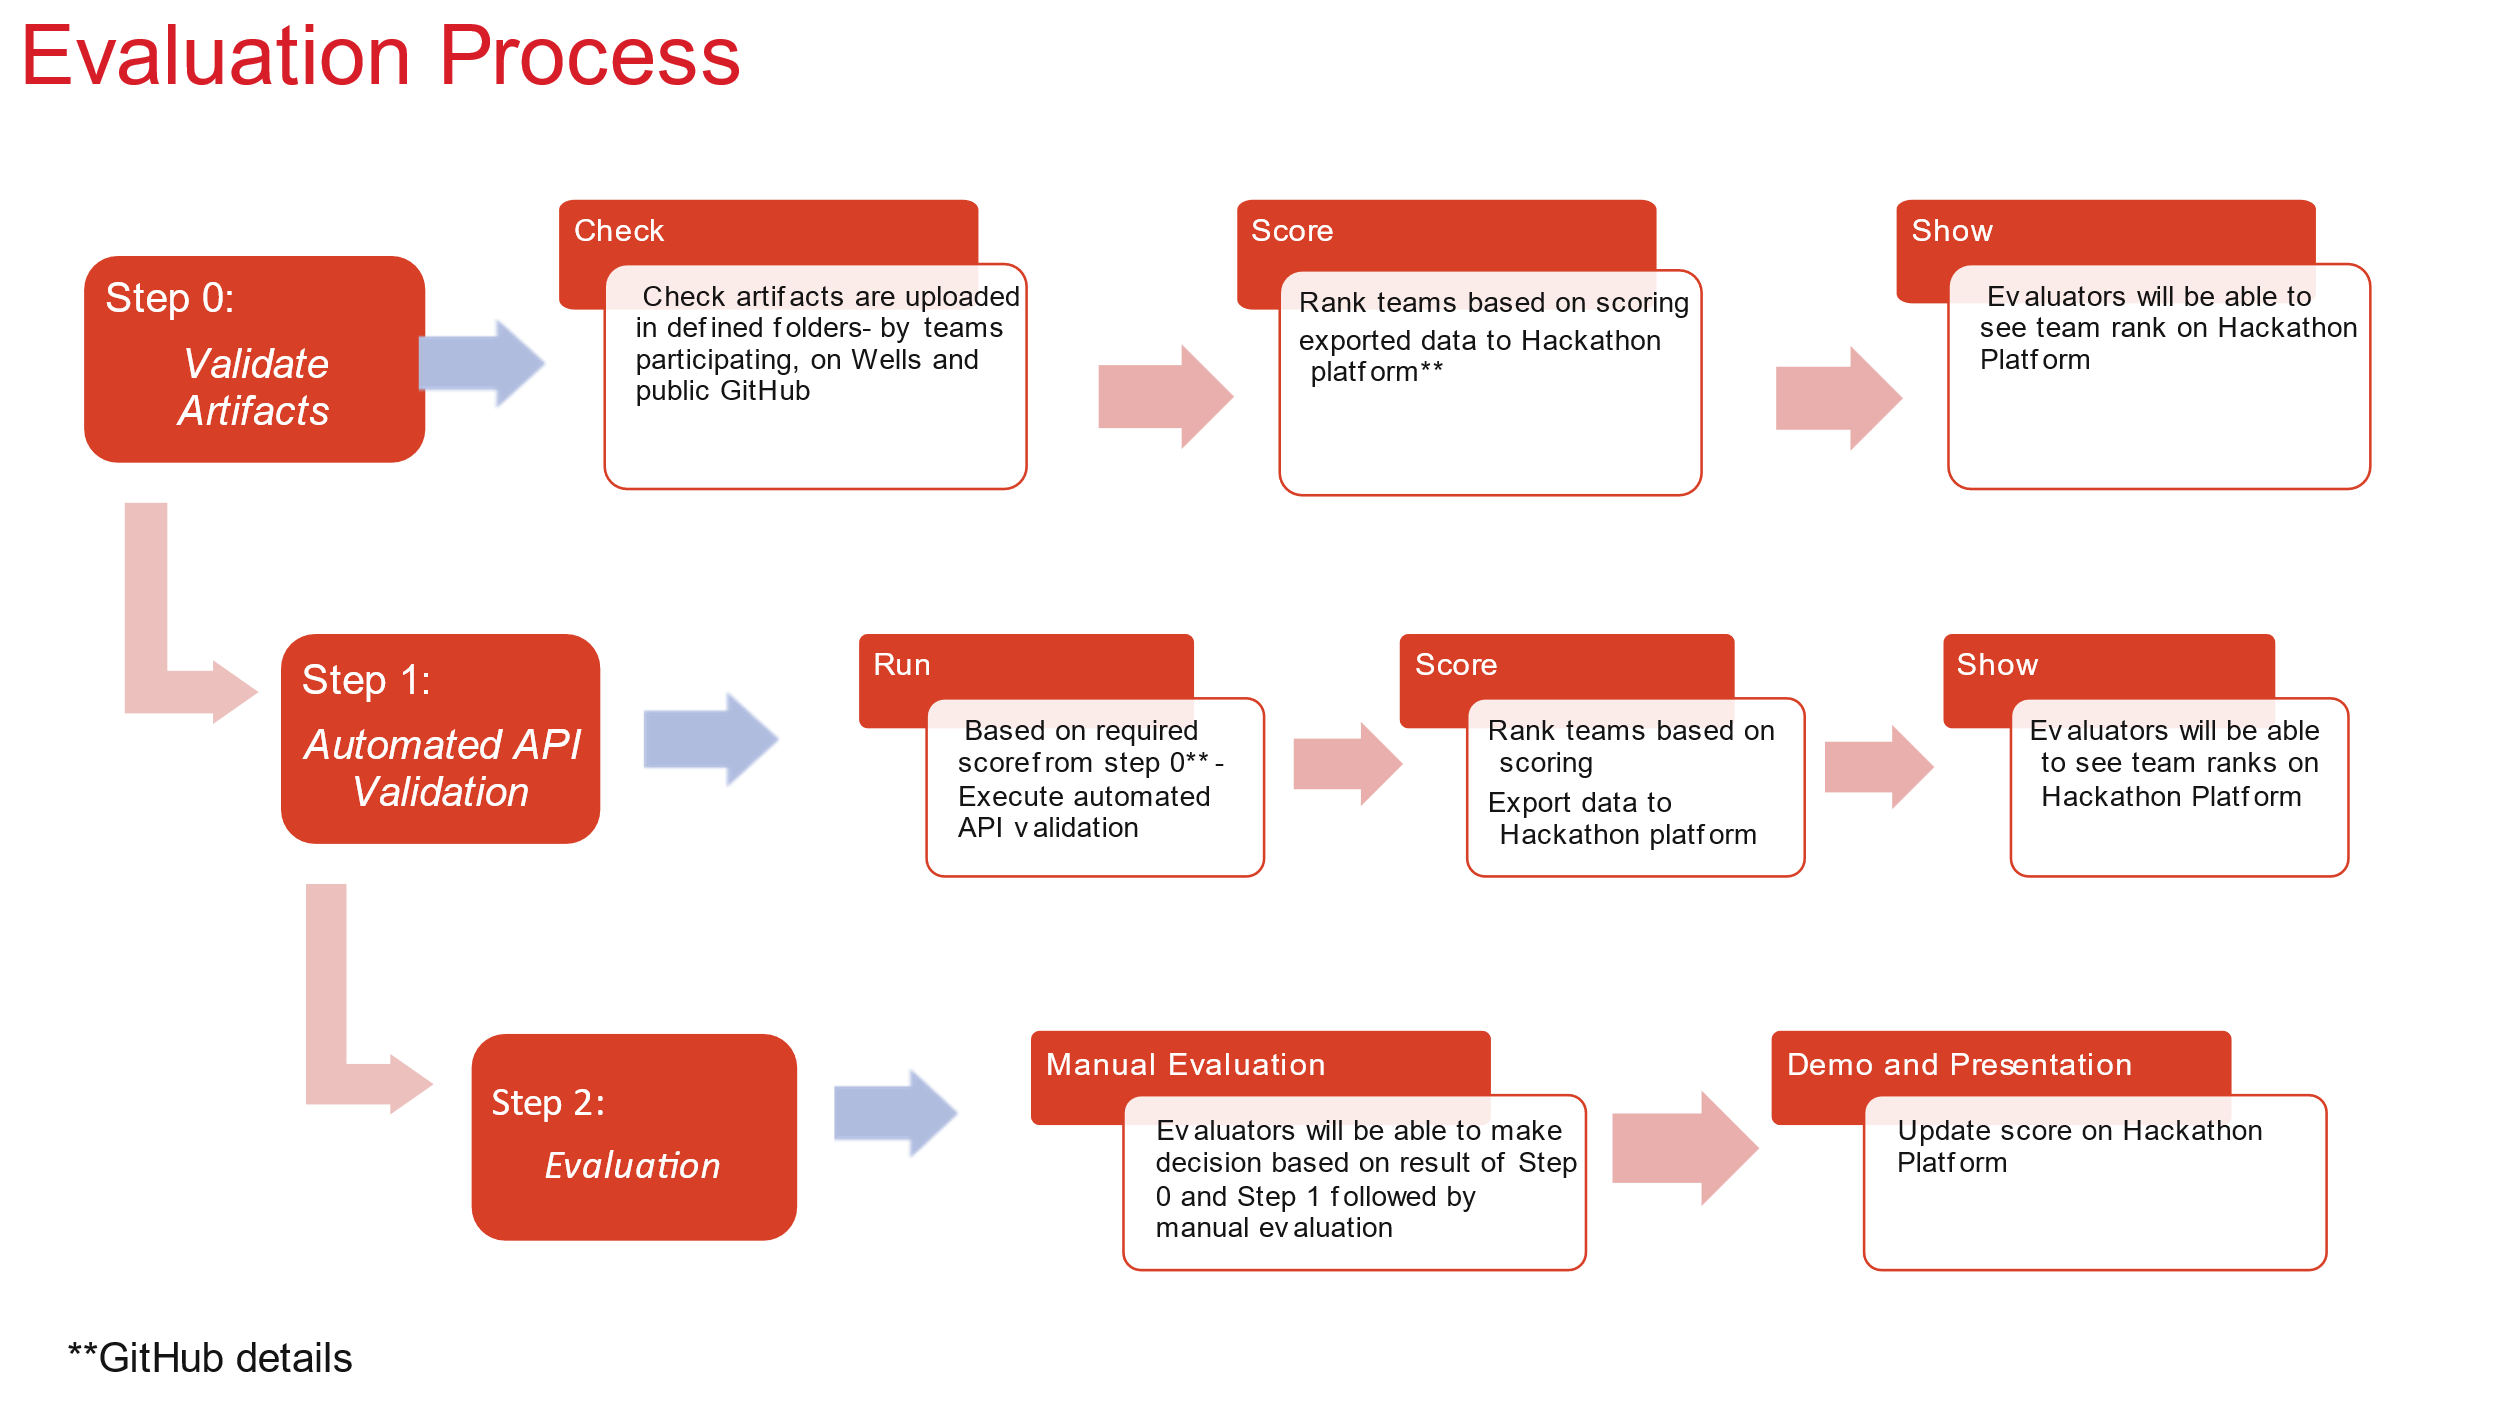 Evaluation Process
Step 0:
Validate
Artifacts
Check
Check artifacts are uploaded
in defined folders- by teams
participating, on Wells and
public GitHub
Score
Rank teams based on scoring
exported data to Hackathon
platform**
Show
Evaluators will be able to
see team rank on Hackathon
Platform
Step 1:
Automated API
Validation
Run
Based on required
scorefrom step 0** -
Execute automated
API validation
Score
Rank teams based on
scoring
Export data to
Hackathon platform
Show
Evaluators will be able
to see team ranks on
Hackathon Platform
Step 2:
Evaluation
Manual Evaluation
Evaluators will be able to make
decision based on result of Step
0 and Step 1 followed by
manual evaluation
Demo and Presentation
Update score on Hackathon
Platform
**GitHub details